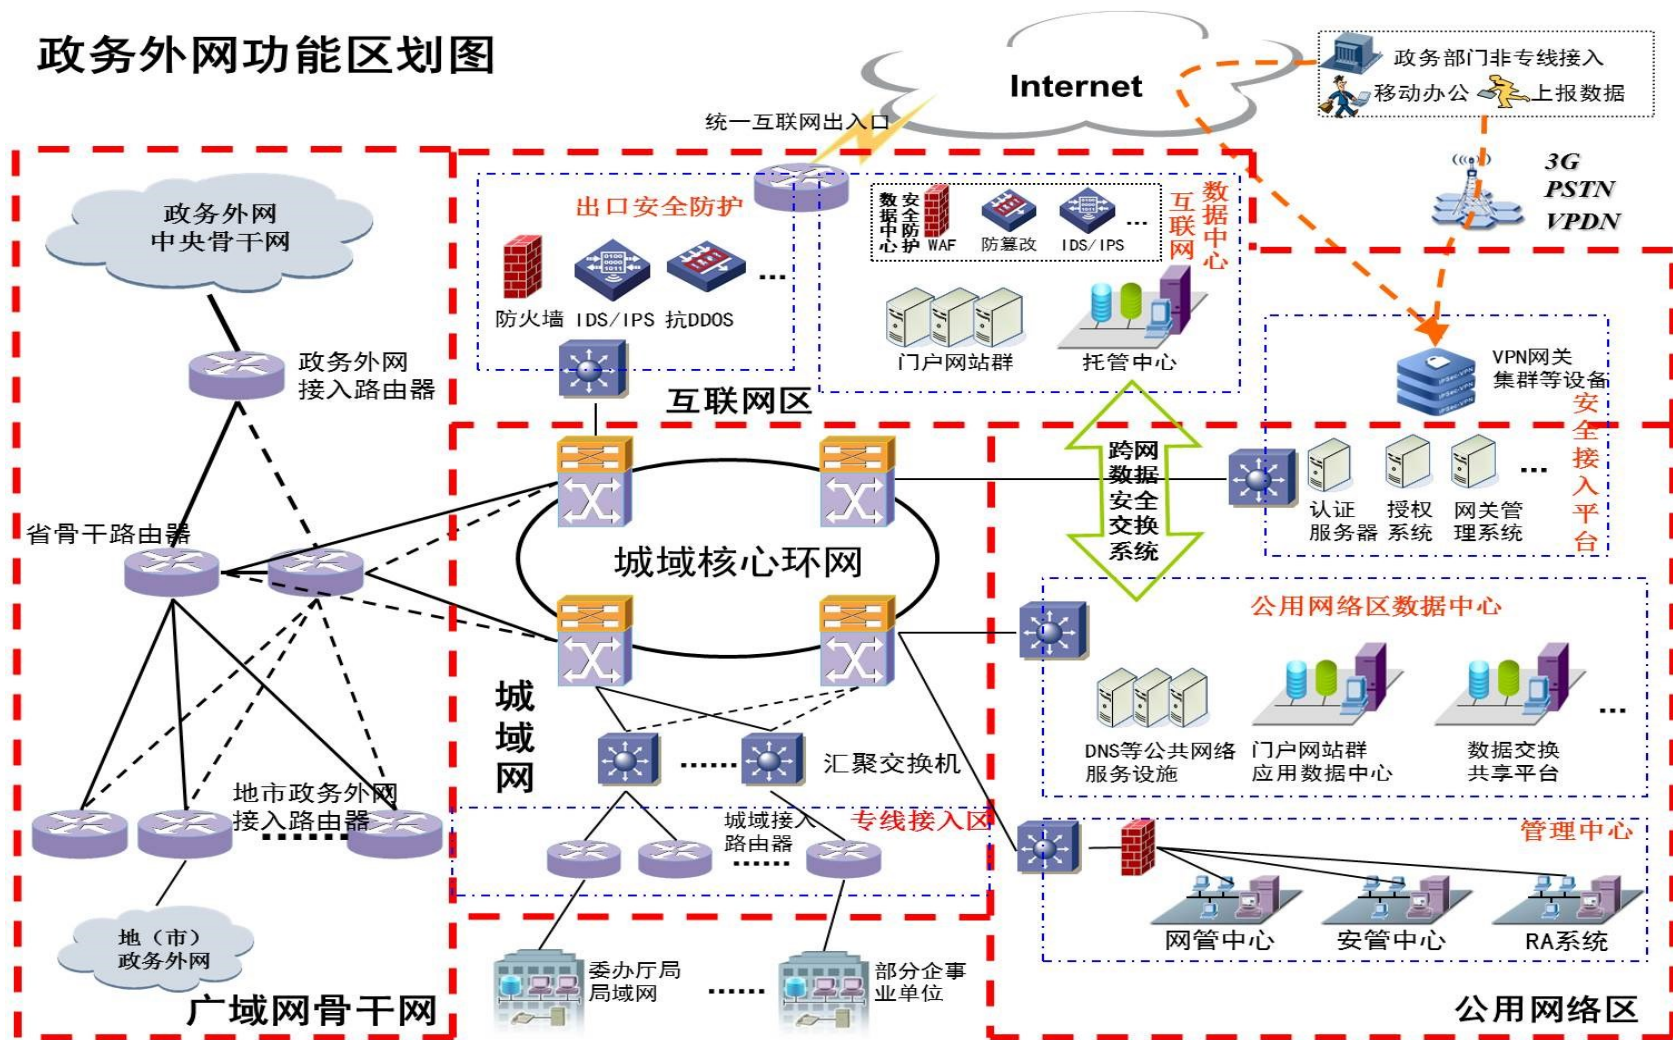 政务外网功能区划图
Internet
政务部门非专线接入
移动办公
上报数据
统一互联网出入口
3G
PSTN
VPDN
政务外网
中央骨干网
政务外网
接入路由器
省骨干路由器
地市政务外网
接入路由器
地（市）
政务外网
广域网骨干网
出口安全防护
防火墙
IDS/IPS
抗DDOS
...
互联网区
数据中心
安全防护
WAF
防篡改
IDS/IPS
...
互联网
数据中心
门户网站群
托管中心
跨网
数据
安全
交换
系统
VPN网关
集群等设备
IPSec-VPN
IPSec-VPN
IPSec-VPN
安全接入平台
认证
服务器
授权
系统
网关管
理系统
...
城域核心环网
城域网
汇聚交换机
城域接入
路由器
专线接入区
委办厅局
局域网
部分企事
业单位
公用网络区数据中心
DNS等公共网络
服务设施
门户网站群
应用数据中心
数据交换
共享平台
...
管理中心
网管中心
安管中心
RA系统
公用网络区